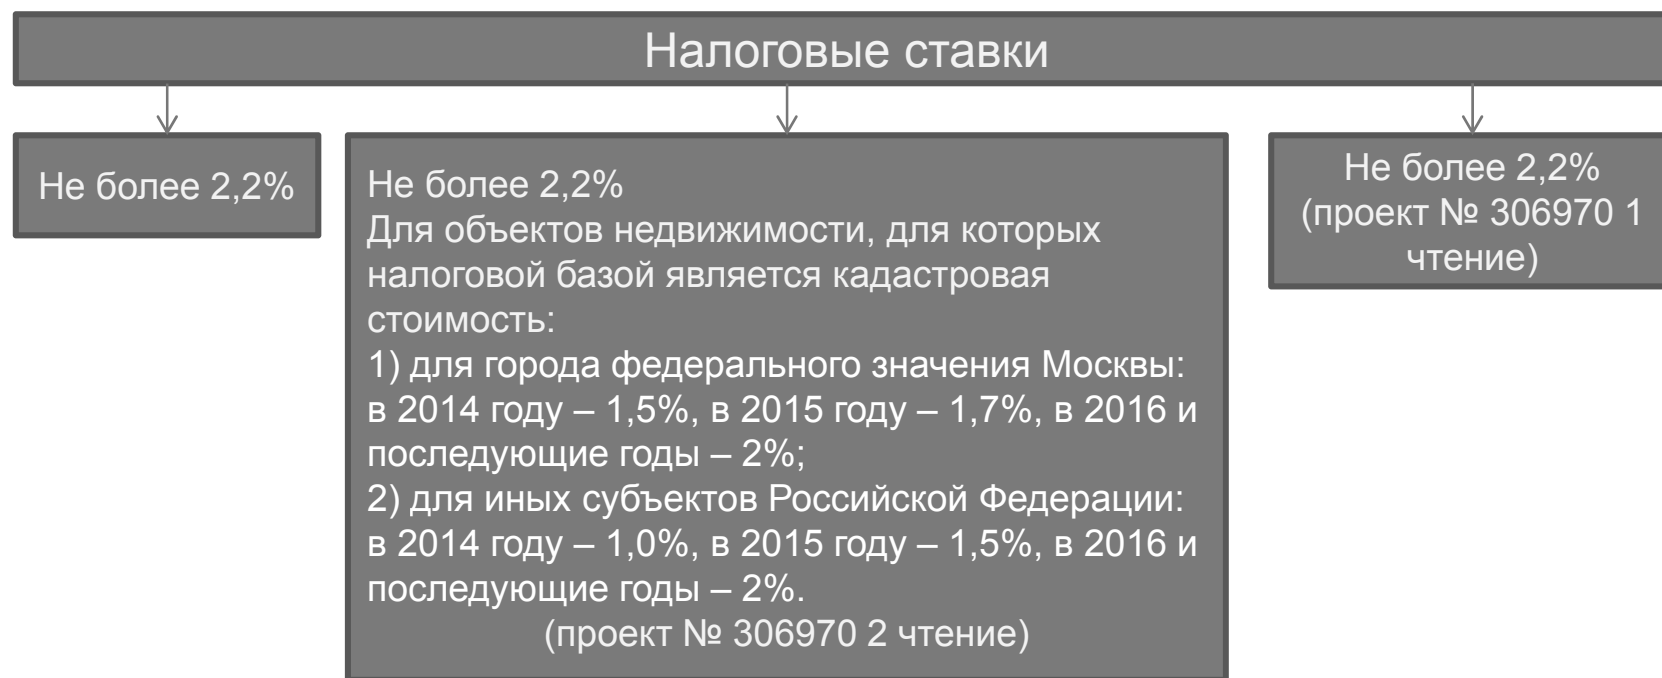 Налоговые ставки
Не более 2,2%
Не более 2,2%
Для объектов недвижимости, для которых
налоговой базой является кадастровая
стоимость:
1) для города федерального значения Москвы:
в 2014 году – 1,5%, в 2015 году – 1,7%, в 2016 и
последующие годы – 2%;
2) для иных субъектов Российской Федерации:
в 2014 году – 1,0%, в 2015 году – 1,5%, в 2016 и
последующие годы – 2%.
(проект № 306970 2 чтение)
Не более 2,2%
(проект № 306970 1
чтение)